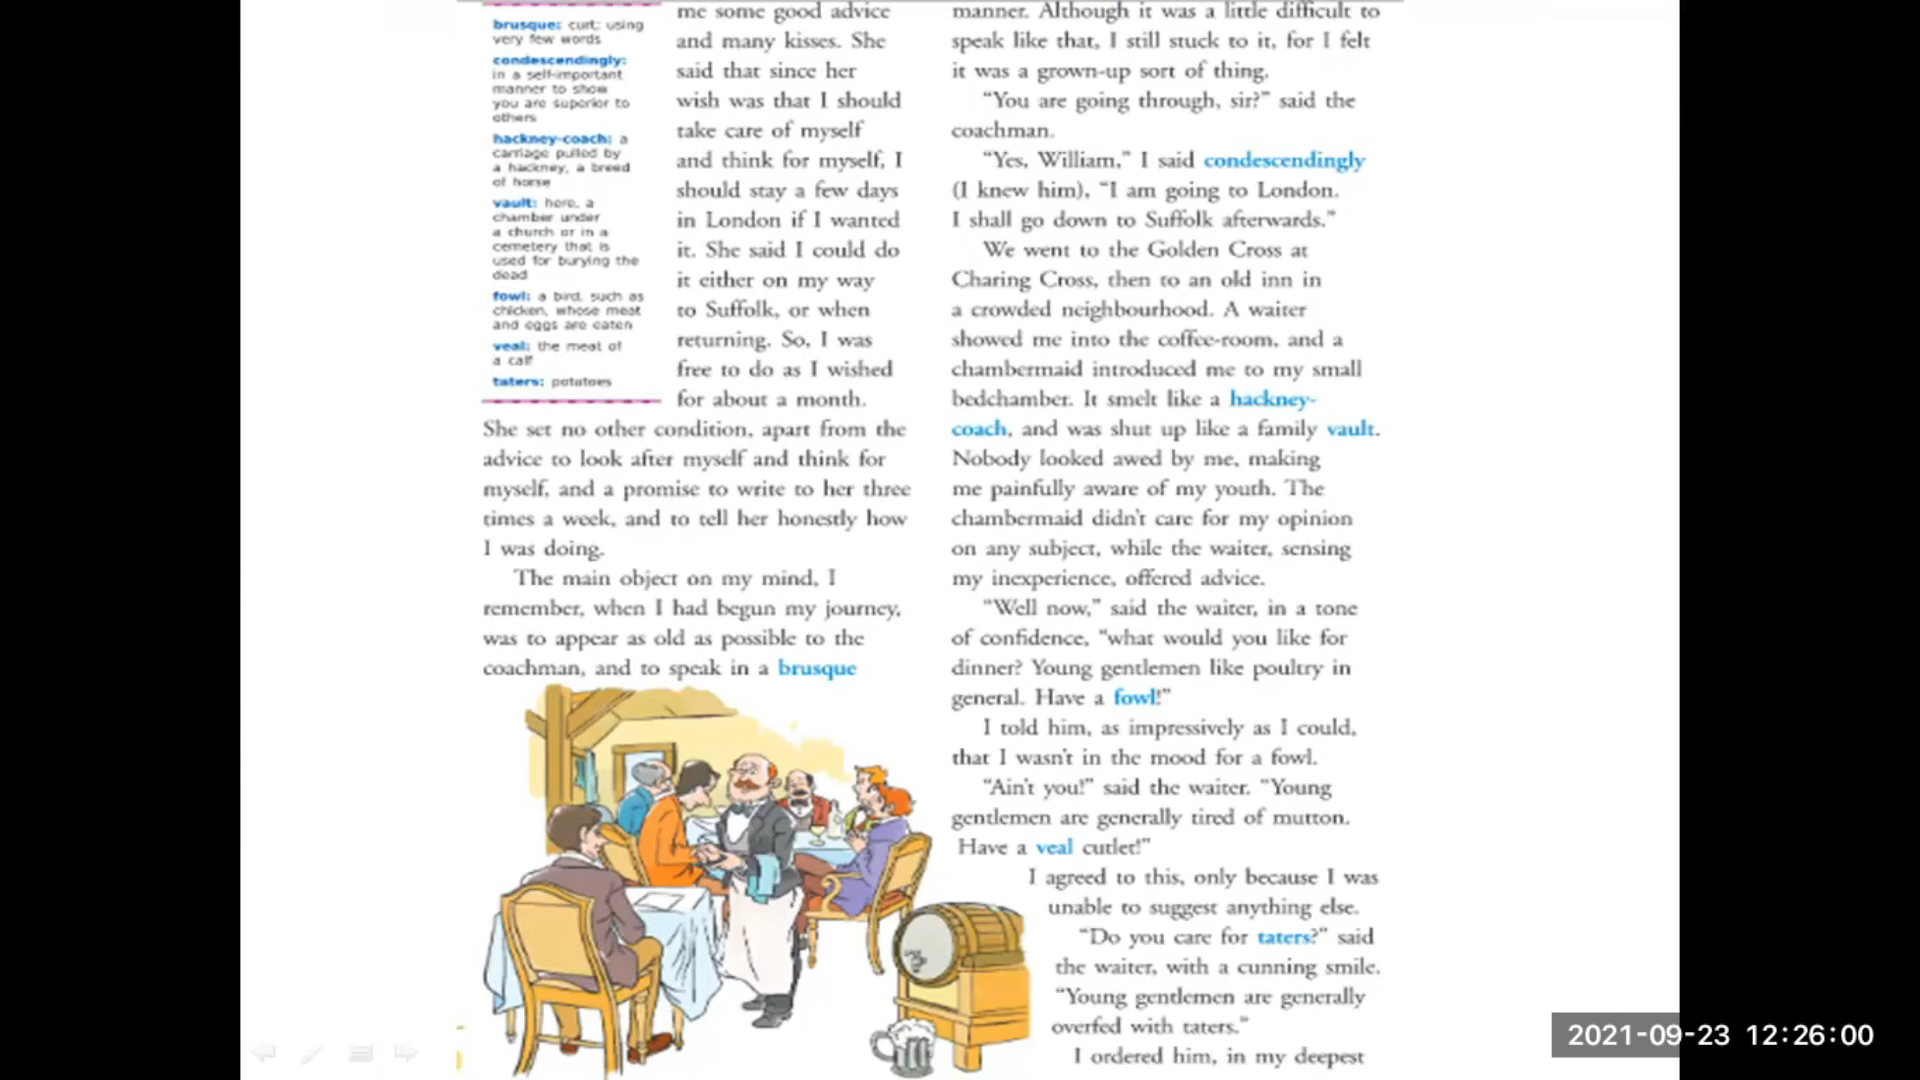 brusque: curt; using
very few words
condescendingly:
in a self-important
manner to show
you are superior to
others
hackney-coach: a
carriage pulled by
a hackney, a breed
of horse
vault: here, a
chamber under
a church or in a
cemetery that is
used for burying the
dead
fowl: a bird, such as
chicken, whose meat
and eggs are eaten
veal: the meat of
a calf
taters: potatoes
me some good advice
and many kisses. She
said that since her
wish was that I should
take care of myself
and think for myself, I
should stay a few days
in London if I wanted
it. She said I could do
it either on my way
to Suffolk, or when
returning. So, I was
free to do as I wished
for about a month.
She set no other condition, apart from the
advice to look after myself and think for
myself, and a promise to write to her three
times a week, and to tell her honestly how
I was doing.
The main object on my mind, I
remember, when I had begun my journey,
was to appear as old as possible to the
coachman, and to speak in a brusque
manner. Although it was a little difficult to
speak like that, I still stuck to it, for I felt
it was a grown-up sort of thing.
“You are going through, sir?” said the
coachman.
“Yes, William,” I said condescendingly
(I knew him), “I am going to London.
I shall go down to Suffolk afterwards.”
We went to the Golden Cross at
Charing Cross, then to an old inn in
a crowded neighbourhood. A waiter
showed me into the coffee-room, and a
chambermaid introduced me to my small
bedchamber. It smelt like a hackney-
coach, and was shut up like a family vault.
Nobody looked awed by me, making
me painfully aware of my youth. The
chambermaid didn’t care for my opinion
on any subject, while the waiter, sensing
my inexperience, offered advice.
“Well now,” said the waiter, in a tone
of confidence, “what would you like for
dinner? Young gentlemen like poultry in
general. Have a fowl!”
I told him, as impressively as I could,
that I wasn’t in the mood for a fowl.
“Ain’t you!” said the waiter. “Young
gentlemen are generally tired of mutton.
Have a veal cutlet!”
I agreed to this, only because I was
unable to suggest anything else.
“Do you care for taters?” said
the waiter, with a cunning smile.
“Young gentlemen are generally
overfed with taters.”
I ordered him, in my deepest
2021-09-23 12:26:00